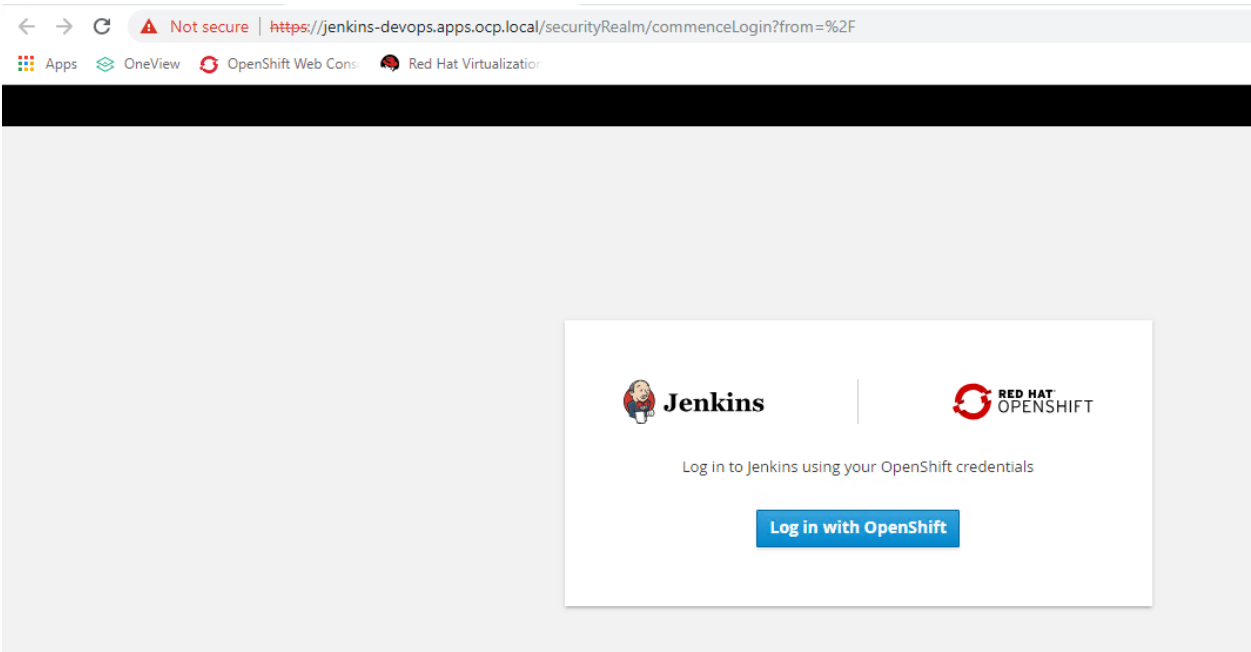 Not secure | https://jenkins-devops.apps.ocp.local/securityRealm/commenceLogin?from=%2F
Apps OneView OpenShift Web Cons Red Hat Virtualization
Jenkins
RED HAT
OPENSHIFT
Log in to Jenkins using your OpenShift credentials
Log in with OpenShift